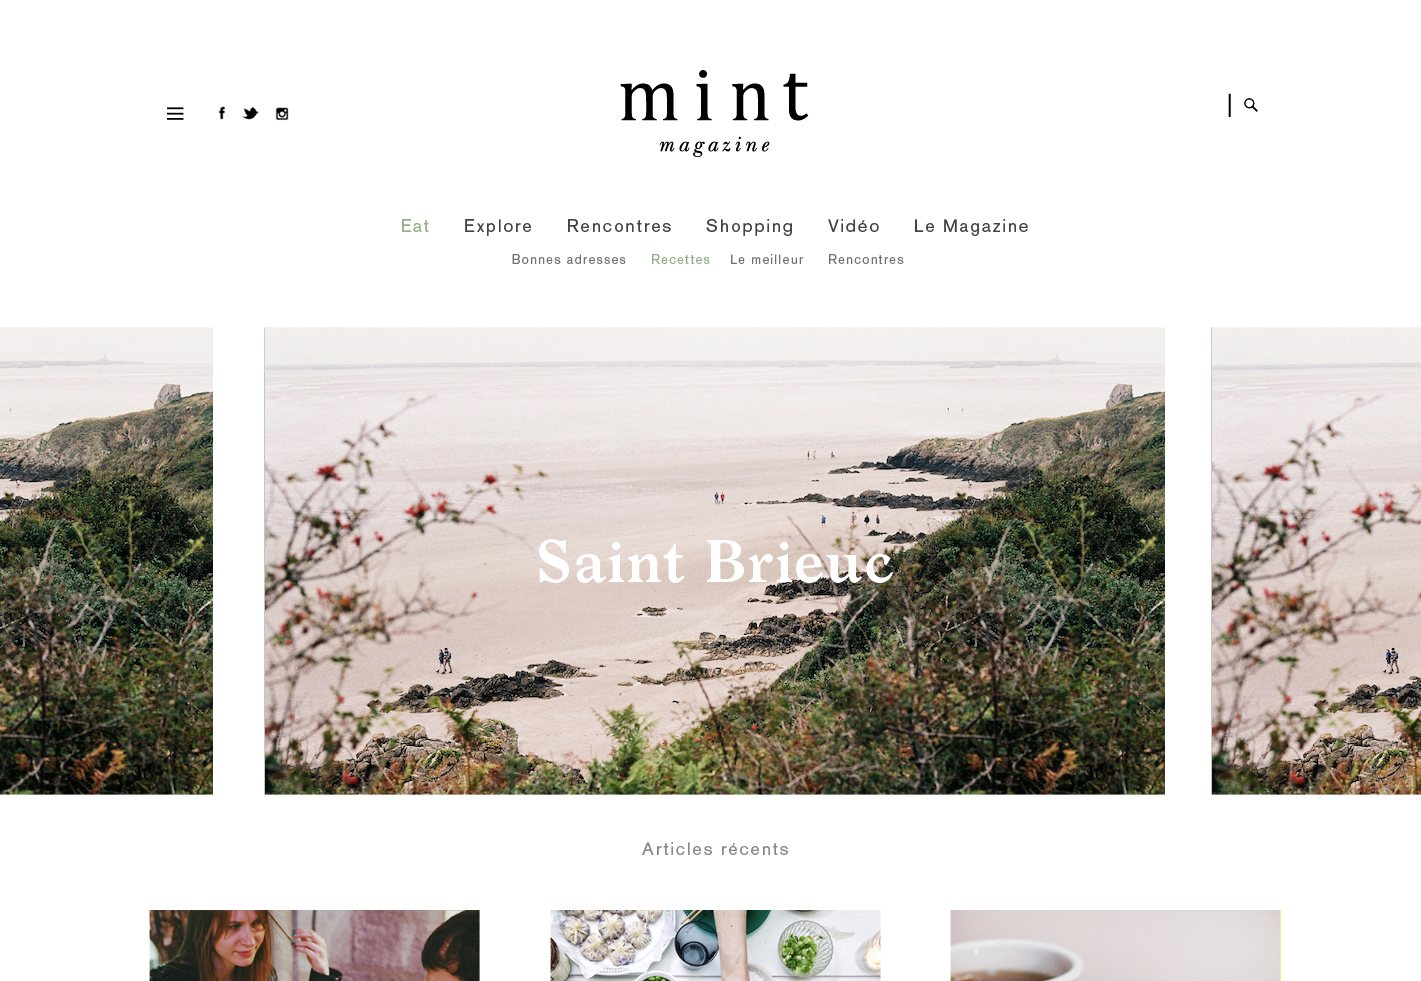 mint
magazine
Eat Explore Rencontres Shopping Vidéo Le Magazine
Bonnes adresses Recettes Le meilleur Rencontres
Saint Brieuc
Articles récents